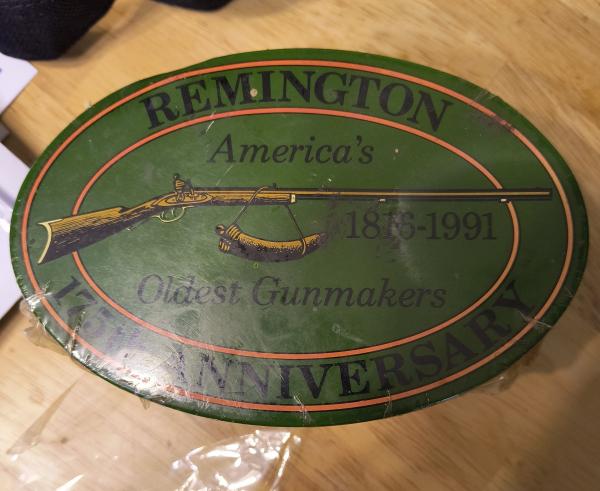 REMINGTON
America's
1816-1991
Oldest Gunmakers
175th ANNIVERSARY